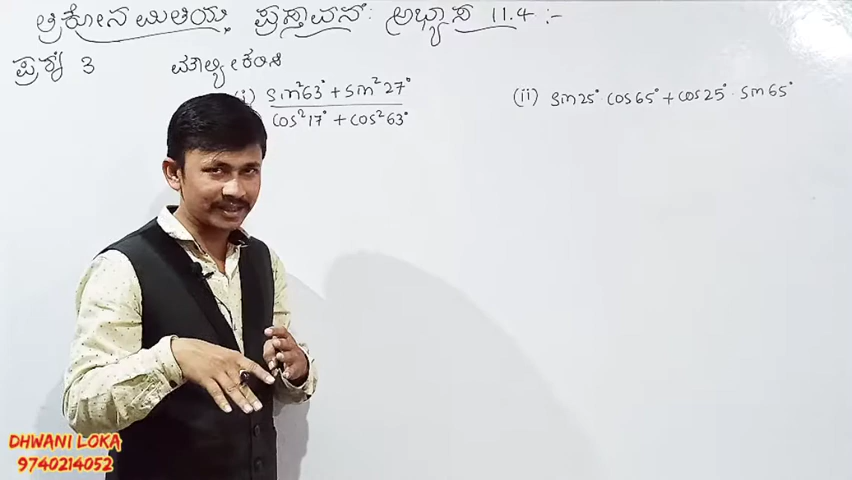 ತ್ರಿಕೋನಮಿತಿಯ ಪ್ರಸ್ತಾವನೆ: ಅಭ್ಯಾಸ 11.4 :-
ಪ್ರಶ್ನೆ 3 ಮೌಲ್ಯೀಕರಿಸಿ
(i) sin²63° + sin²27° / cos²17° + cos²63° (ii) sin25° · cos65° + cos25° · sin65°
DHWANI LOKA
9740214052